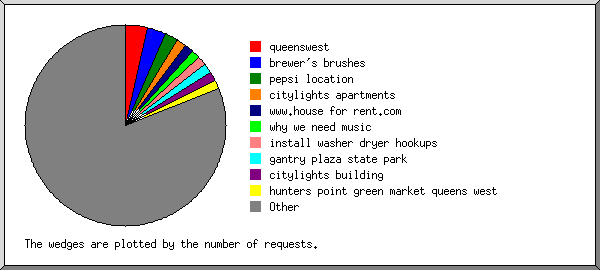 queenswest
brewer's brushes
pepsi location
citylights apartments
www.house for rent.com
why we need music
install washer dryer hookups
gantry plaza state park
citylights building
hunters point green market queens west
Other
The wedges are plotted by the number of requests.